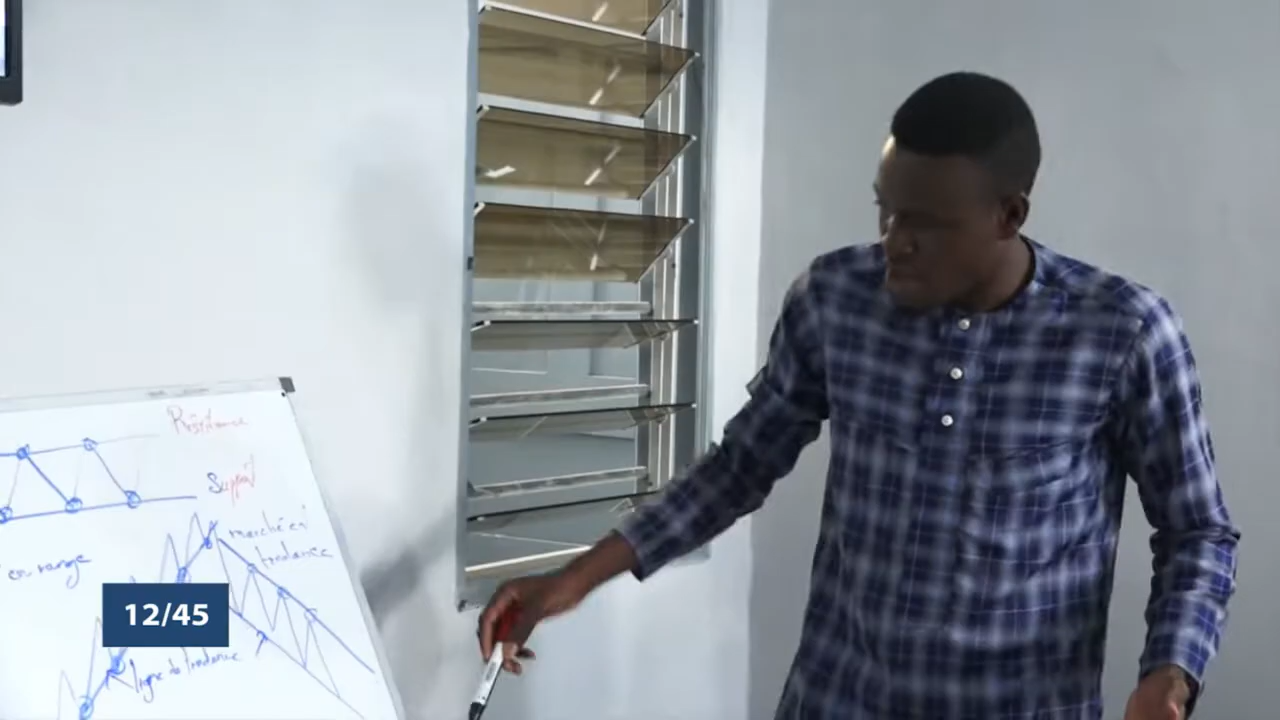 Résistance
Support
marché en
tendance
en range
12/45
ligne de tendance